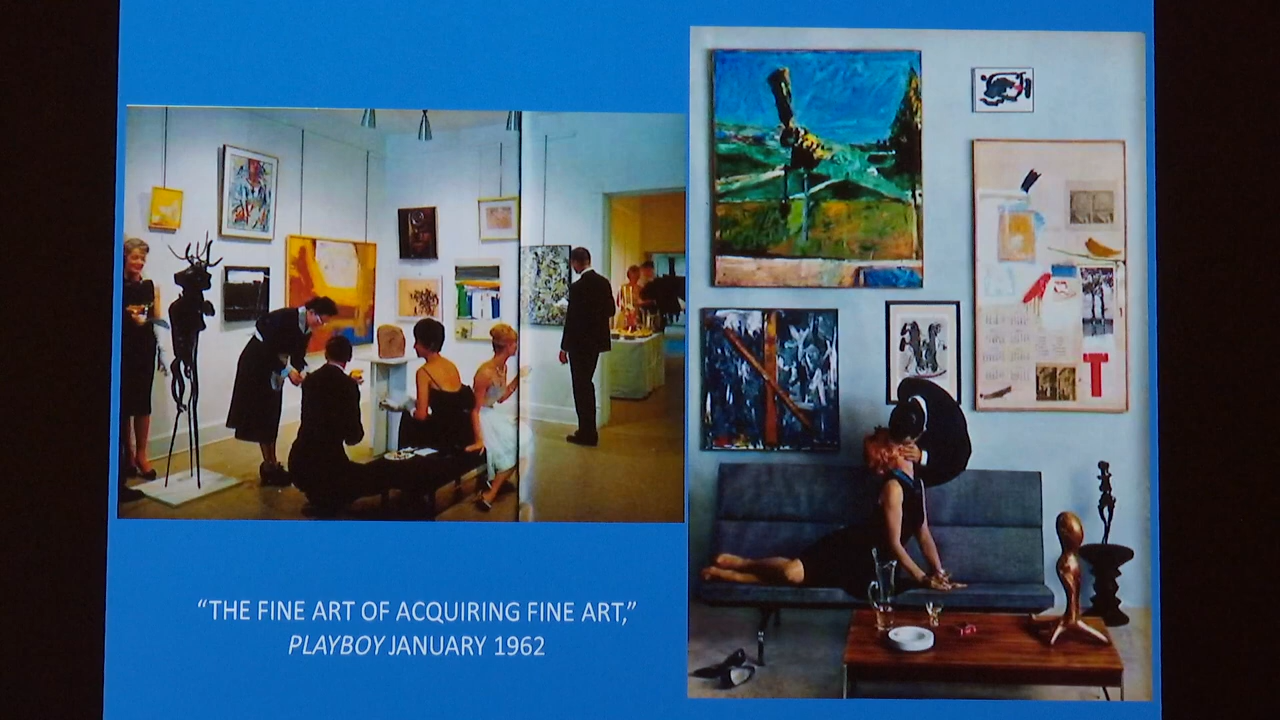 “THE FINE ART OF ACQUIRING FINE ART,”
PLAYBOY JANUARY 1962
T